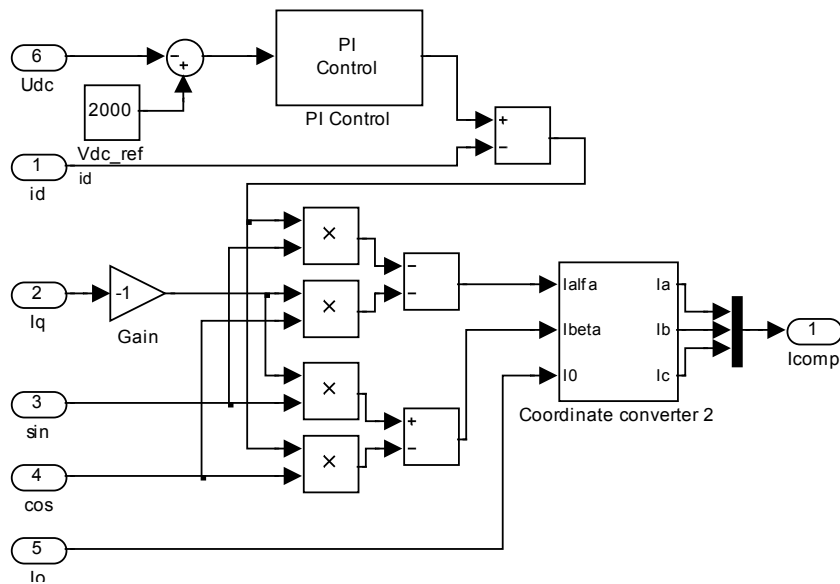 6
Udc
−
+
2000
Vdc_ref
PI
Control
PI Control
+
−
1
id
id
2
Iq
-1
Gain
×
×
−
−
Ialfa
Ibeta
I0
Ia
Ib
Ic
Coordinate converter 2
1
Icomp
3
sin
×
×
+
−
4
cos
5
Io